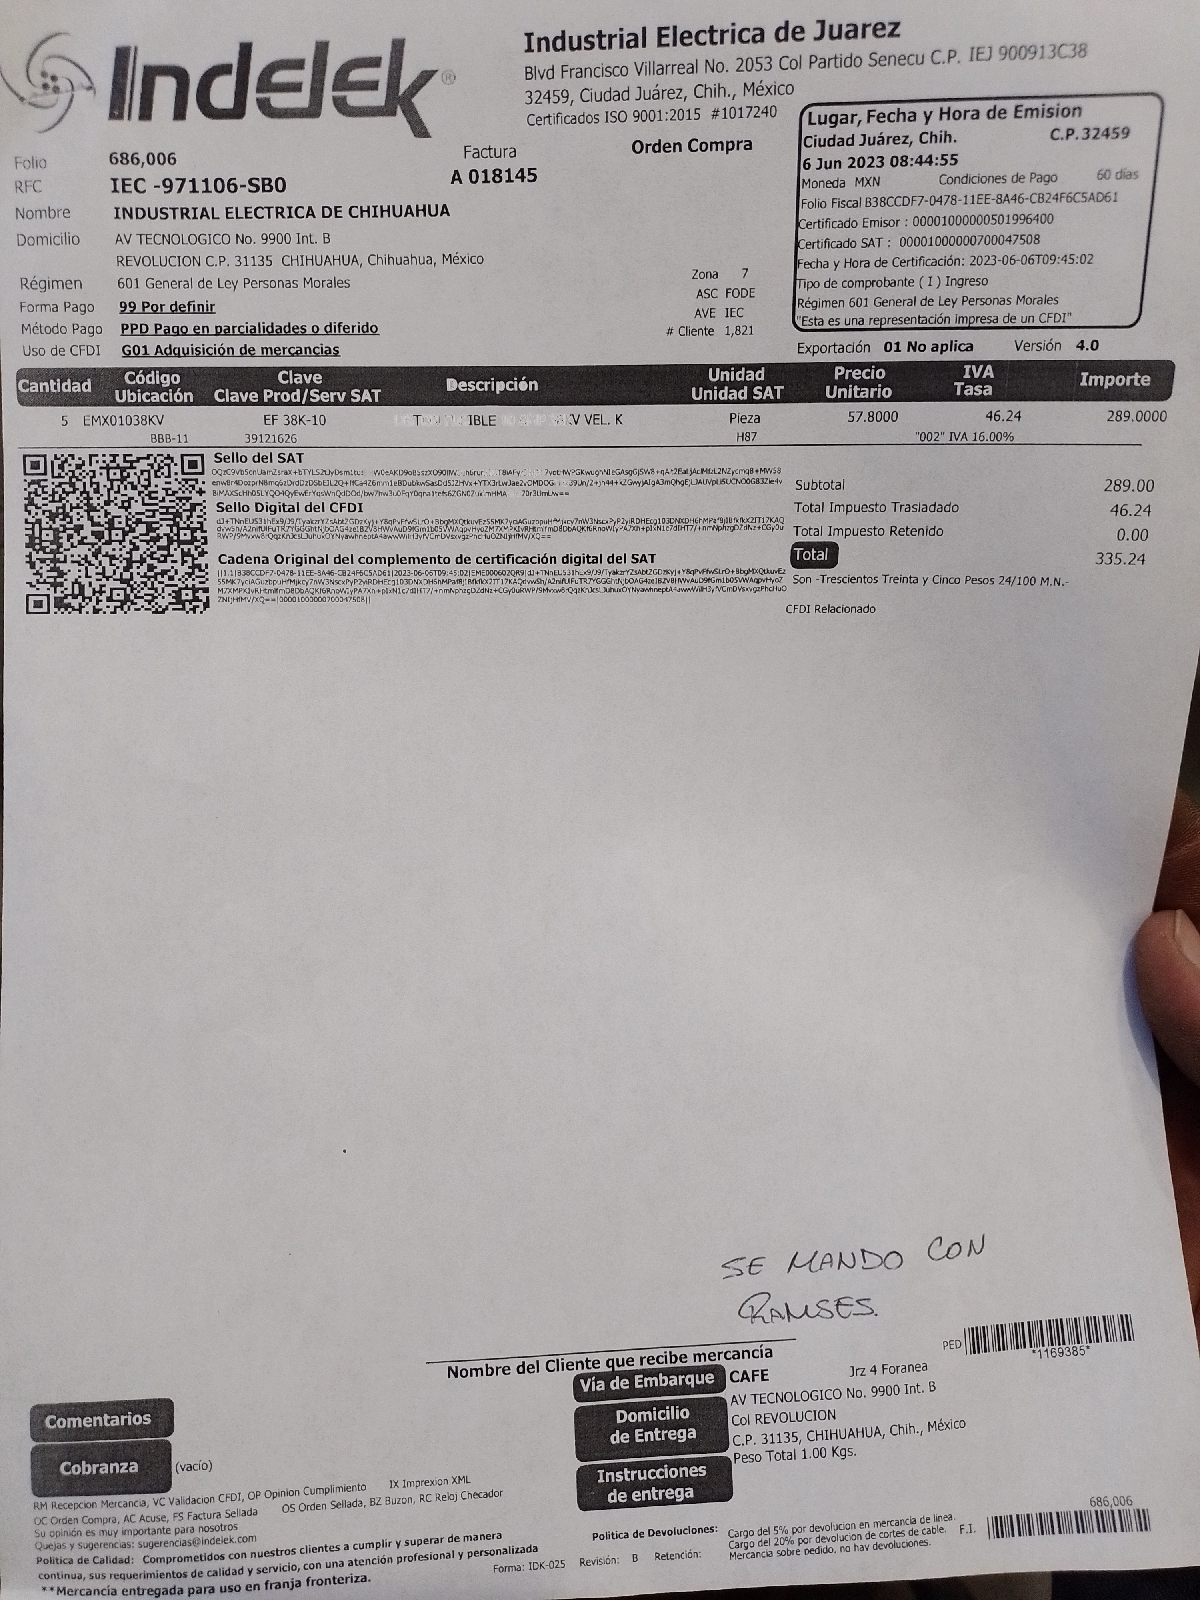 Indelek®
Industrial Electrica de Juarez
Blvd Francisco Villarreal No. 2053 Col Partido Senecu C.P. IEJ 900913C38
32459, Ciudad Juárez, Chih., México
Certificados ISO 9001:2015 #1017240
Folio 686,006
Factura
Orden Compra
RFC IEC -971106-SB0
A 018145
Nombre INDUSTRIAL ELECTRICA DE CHIHUAHUA
Domicilio AV TECNOLOGICO No. 9900 Int. B
REVOLUCION C.P. 31135 CHIHUAHUA, Chihuahua, México
Régimen 601 General de Ley Personas Morales
Forma Pago 99 Por definir
Método Pago PPD Pago en parcialidades o diferido
Uso de CFDI G01 Adquisición de mercancias
Zona 7
ASC FODE
AVE IEC
# Cliente 1,821
Lugar, Fecha y Hora de Emision
Ciudad Juárez, Chih. C.P.32459
6 Jun 2023 08:44:55
Moneda MXN Condiciones de Pago 60 días
Folio Fiscal B38CCDF7-0478-11EE-8A46-CB24F6C5AD61
Certificado Emisor : 00001000000501996400
Certificado SAT : 00001000000700047508
Fecha y Hora de Certificación: 2023-06-06T09:45:02
Tipo de comprobante ( I ) Ingreso
Régimen 601 General de Ley Personas Morales
"Esta es una representación impresa de un CFDI"
Exportación 01 No aplica Versión 4.0
Cantidad Código Ubicación Clave Clave Prod/Serv SAT Descripción Unidad Unidad SAT Precio Unitario IVA Tasa Importe
5 EMX01038KV EF 38K-10 VEL. K Pieza 57.8000 46.24 289.0000
BBB-11 39121626 H87 "002" IVA 16.00%
Sello del SAT
Sello Digital del CFDI
Cadena Original del complemento de certificación digital del SAT
Subtotal 289.00
Total Impuesto Trasladado 46.24
Total Impuesto Retenido 0.00
Total 335.24
Son -Trescientos Treinta y Cinco Pesos 24/100 M.N.-
CFDI Relacionado
SE MANDO CON
RAMSES.
Nombre del Cliente que recibe mercancía
PED *1169385*
Vía de Embarque CAFE Jrz 4 Foranea
Domicilio de Entrega AV TECNOLOGICO No. 9900 Int. B
Col REVOLUCION
C.P. 31135, CHIHUAHUA, Chih., México
Peso Total 1.00 Kgs.
Instrucciones de entrega
Comentarios
Cobranza (vacío)
RM Recepcion Mercancia, VC Validacion CFDI, OP Opinion Cumplimiento IX Imprexion XML
OC Orden Compra, AC Acuse, FS Factura Sellada OS Orden Sellada, BZ Buzon, RC Reloj Checador
Su opinión es muy importante para nosotros
Quejas y sugerencias: sugerencias@indelek.com
Politica de Calidad: Comprometidos con nuestros clientes a cumplir y superar de manera
continua, sus requerimientos de calidad y servicio, con una atención profesional y personalizada
**Mercancia entregada para uso en franja fronteriza.
Forma: IDK-025 Revisión: B Retención:
Politica de Devoluciones: Cargo del 5% por devolucion en mercancia de linea.
Cargo del 20% por devolucion de cortes de cable.
Mercancia sobre pedido, no hay devoluciones.
F.I. 686,006